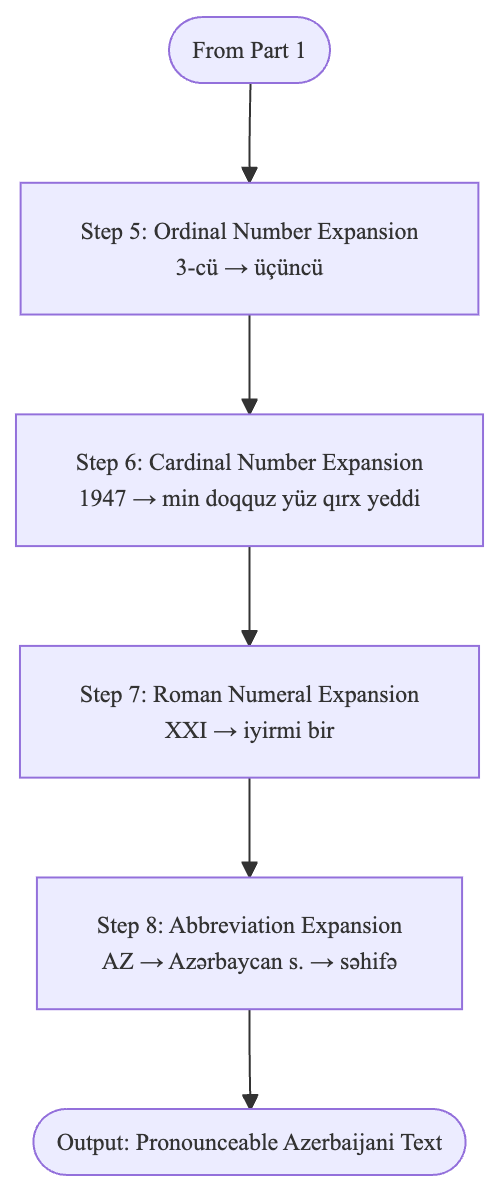 From Part 1
Step 5: Ordinal Number Expansion
3-cü → üçüncü
Step 6: Cardinal Number Expansion
1947 → min doqquz yüz qırx yeddi
Step 7: Roman Numeral Expansion
XXI → iyirmi bir
Step 8: Abbreviation Expansion
AZ → Azərbaycan s. → səhifə
Output: Pronounceable Azerbaijani Text